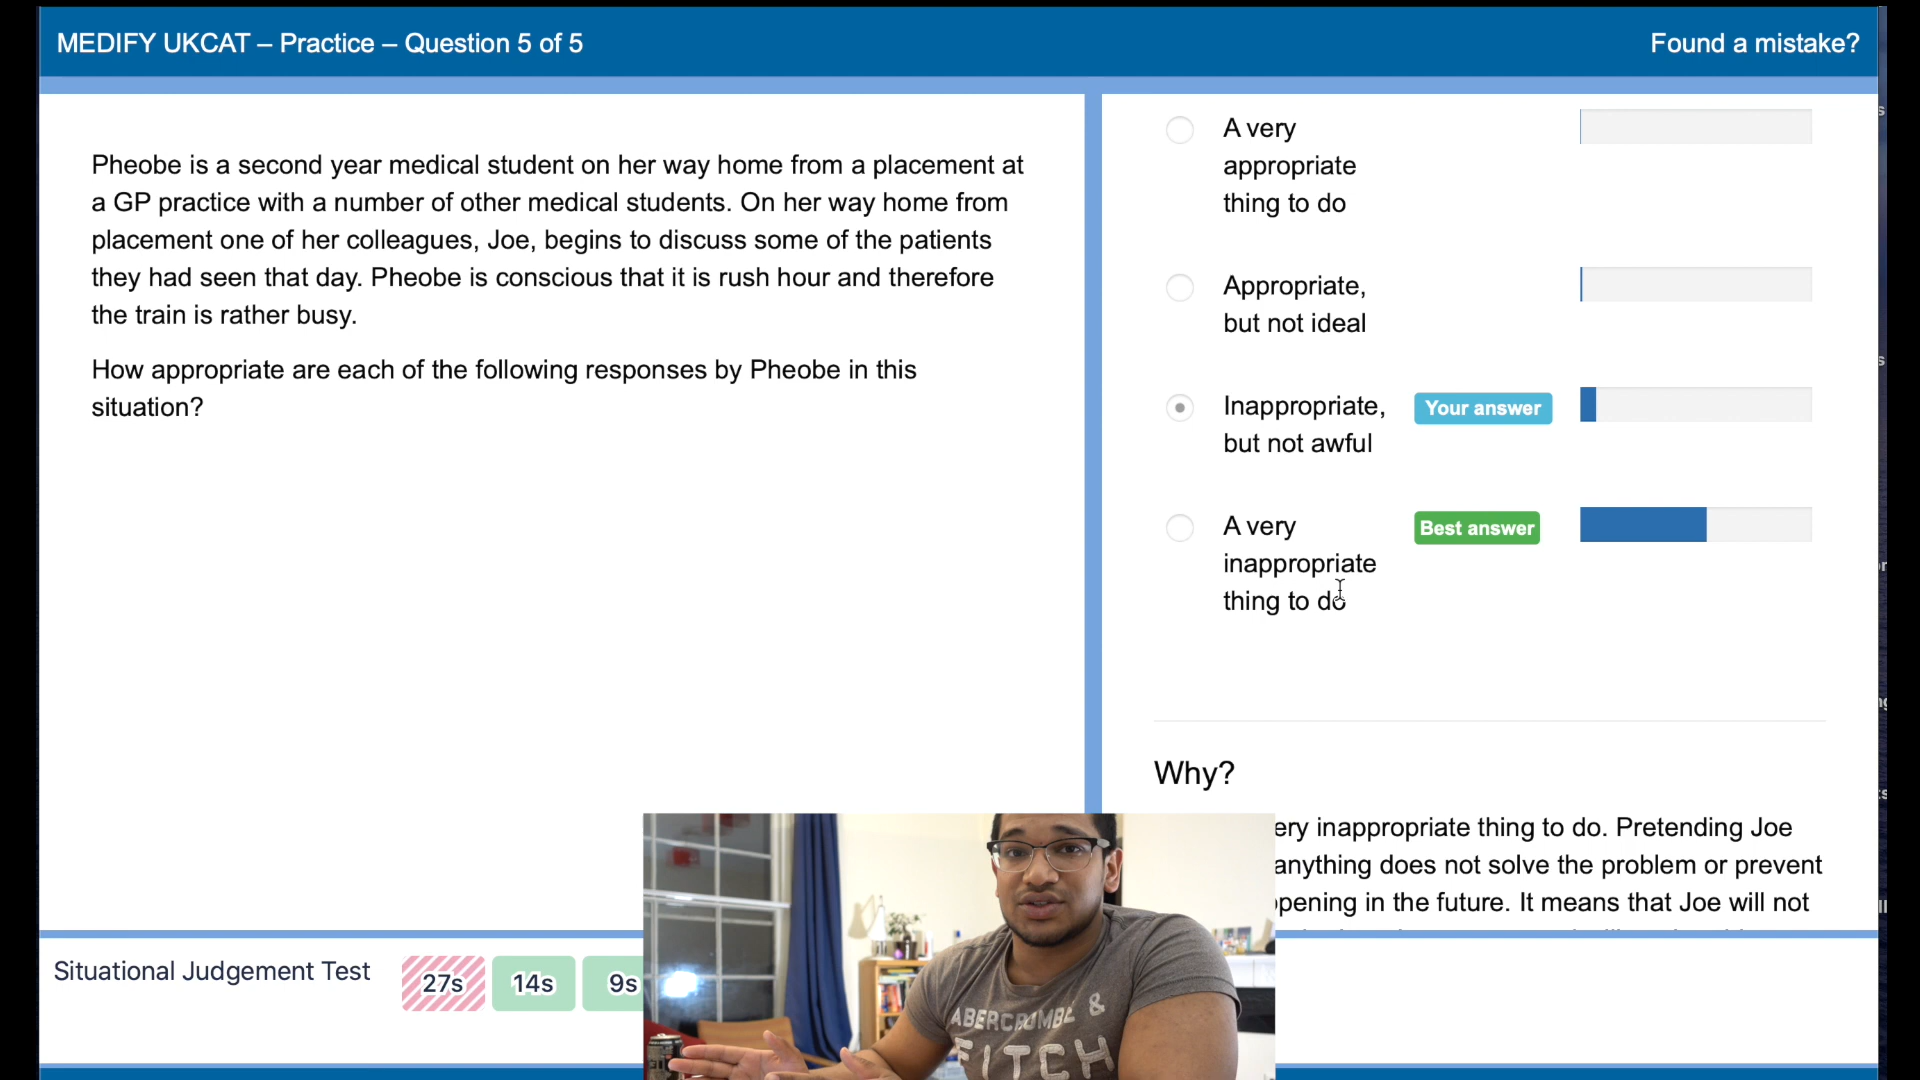 MEDIFY UKCAT – Practice – Question 5 of 5
Found a mistake?
Pheobe is a second year medical student on her way home from a placement at
a GP practice with a number of other medical students. On her way home from
placement one of her colleagues, Joe, begins to discuss some of the patients
they had seen that day. Pheobe is conscious that it is rush hour and therefore
the train is rather busy.
How appropriate are each of the following responses by Pheobe in this
situation?
A very
appropriate
thing to do
Appropriate,
but not ideal
Inappropriate,
but not awful
Your answer
A very
inappropriate
thing to do
Best answer
Why?
ery inappropriate thing to do. Pretending Joe
anything does not solve the problem or prevent
pening in the future. It means that Joe will not
Situational Judgement Test
27s
14s
9s
ABERCROMBIE &
FITCH